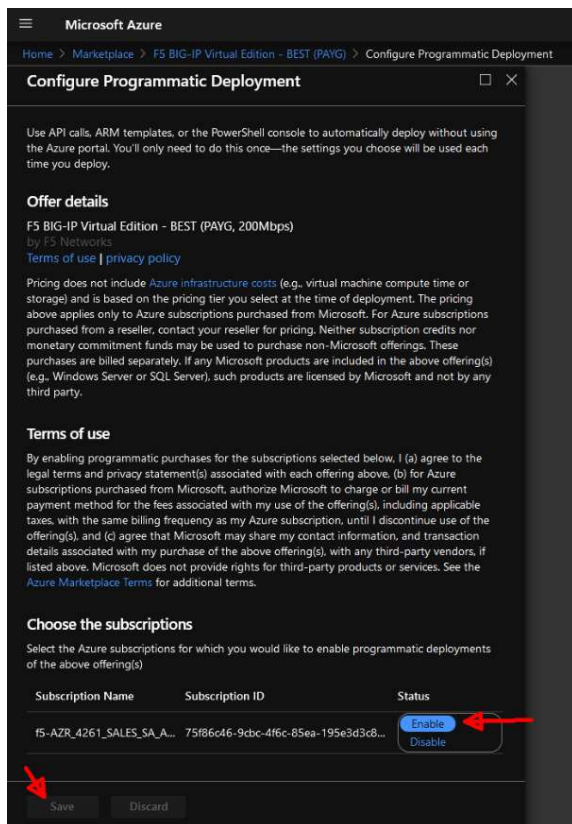 Microsoft Azure
Home > Marketplace > F5 BIG-IP Virtual Edition - BEST (PAYG) > Configure Programmatic Deployment
Configure Programmatic Deployment
Use API calls, ARM templates, or the PowerShell console to automatically deploy without using
the Azure portal. You'll only need to do this once—the settings you choose will be used each
time you deploy.
Offer details
F5 BIG-IP Virtual Edition - BEST (PAYG, 200Mbps)
by F5 Networks
Terms of use | privacy policy
Pricing does not include Azure infrastructure costs (e.g., virtual machine compute time or
storage) and is based on the pricing tier you select at the time of deployment. The pricing
above applies only to Azure subscriptions purchased from Microsoft. For Azure subscriptions
purchased from a reseller, contact your reseller for pricing. Neither subscription credits nor
monetary commitment funds may be used to purchase non-Microsoft offerings. These
purchases are billed separately. If any Microsoft products are included in the above offering(s)
(e.g., Windows Server or SQL Server), such products are licensed by Microsoft and not by any
third party.
Terms of use
By enabling programmatic purchases for the subscriptions selected below, I (a) agree to the
legal terms and privacy statement(s) associated with each offering above, (b) for Azure
subscriptions purchased from Microsoft, authorize Microsoft to charge or bill my current
payment method for the fees associated with my use of the offering(s), including applicable
taxes, with the same billing frequency as my Azure subscription, until I discontinue use of the
offering(s), and (c) agree that Microsoft may share my contact information, and transaction
details associated with my purchase of the above offering(s), with any third-party vendors, if
listed above. Microsoft does not provide rights for third-party products or services. See the
Azure Marketplace Terms for additional terms.
Choose the subscriptions
Select the Azure subscriptions for which you would like to enable programmatic deployments
of the above offering(s)
Subscription Name Subscription ID Status
f5-AZR_4261_SALES_SA_A... 75f86c46-9cbc-4f6c-85ea-195e3d3c8... Enable
Disable
Save Discard